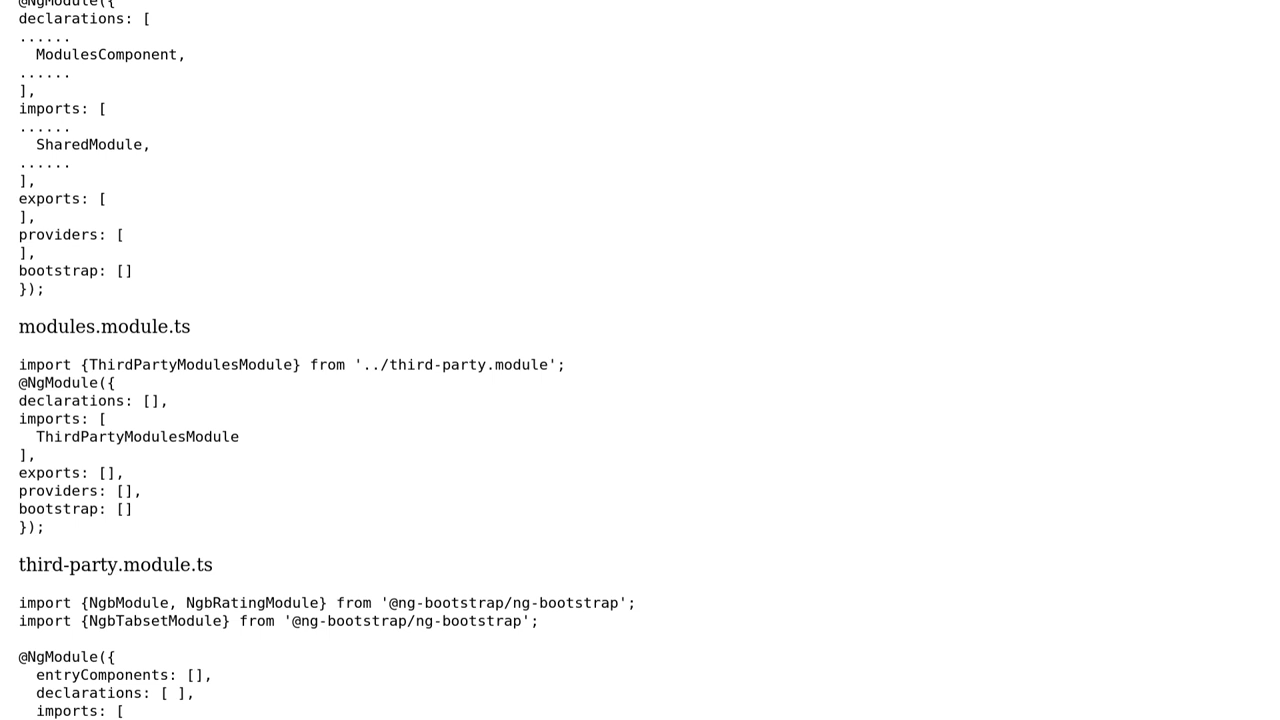 @NgModule({
declarations: [
......
  ModulesComponent,
......
],
imports: [
......
  SharedModule,
......
],
exports: [
],
providers: [
],
bootstrap: []
});
modules.module.ts
import {ThirdPartyModulesModule} from '../third-party.module';
@NgModule({
declarations: [],
imports: [
  ThirdPartyModulesModule
],
exports: [],
providers: [],
bootstrap: []
});
third-party.module.ts
import {NgbModule, NgbRatingModule} from '@ng-bootstrap/ng-bootstrap';
import {NgbTabsetModule} from '@ng-bootstrap/ng-bootstrap';
@NgModule({
  entryComponents: [],
  declarations: [ ],
  imports: [